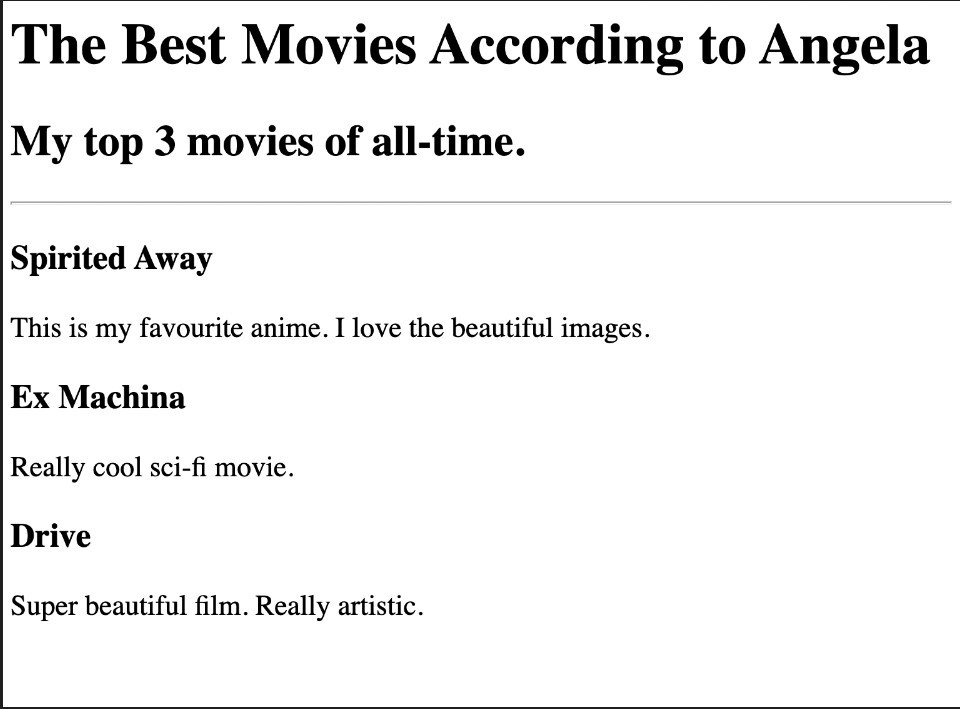 The Best Movies According to Angela
My top 3 movies of all-time.
Spirited Away
This is my favourite anime. I love the beautiful images.
Ex Machina
Really cool sci-fi movie.
Drive
Super beautiful film. Really artistic.